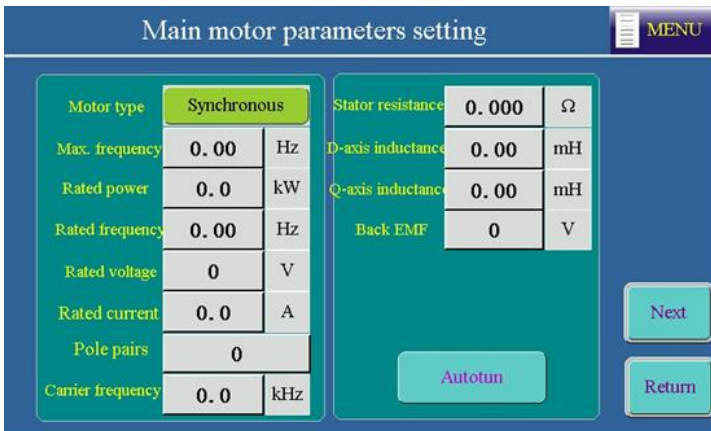 Main motor parameters setting
MENU
Motor type Synchronous
Max. frequency 0.00 Hz
Rated power 0.0 kW
Rated frequency 0.00 Hz
Rated voltage 0 V
Rated current 0.0 A
Pole pairs 0
Carrier frequency 0.0 kHz
Stator resistance 0.000 Ω
D-axis inductance 0.00 mH
Q-axis inductance 0.00 mH
Back EMF 0 V
Autotun
Next
Return